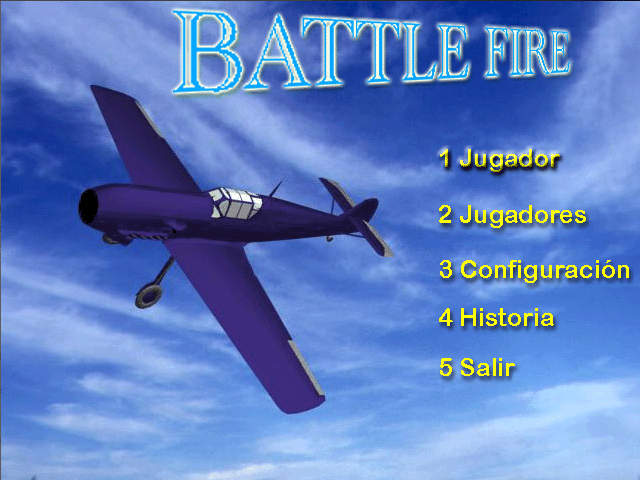 BATTLE FIRE
1 Jugador
2 Jugadores
3 Configuración
4 Historia
5 Salir